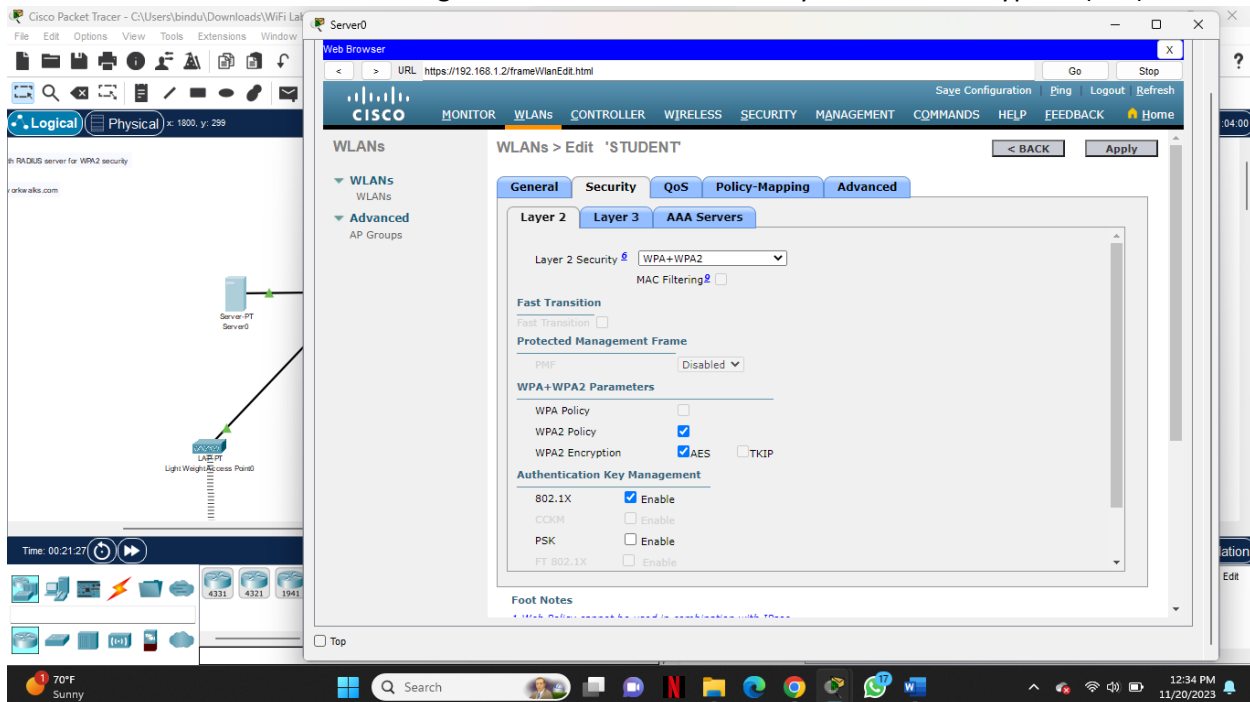 Cisco Packet Tracer - C:\Users\bindu\Downloads\WiFi Lab
File Edit Options View Tools Extensions Window
Logical Physical x: 1800, y: 299
RADIUS server for WPA2 security
Server-PT
Server0
LAP-PT
Light Weight Access Point0
Time: 00:21:27
4331 4321 1941
Server0
Web Browser X
< > URL https://192.168.1.2/frameWlanEdit.html Go Stop
Save Configuration Ping Logout Refresh
CISCO MONITOR WLANs CONTROLLER WIRELESS SECURITY MANAGEMENT COMMANDS HELP FEEDBACK Home
WLANs
WLANs
WLANs
Advanced
AP Groups
WLANs > Edit 'STUDENT' < BACK Apply
General Security QoS Policy-Mapping Advanced
Layer 2 Layer 3 AAA Servers
Layer 2 Security 6 WPA+WPA2
MAC Filtering 9
Fast Transition
Fast Transition
Protected Management Frame
PMF Disabled
WPA+WPA2 Parameters
WPA Policy
WPA2 Policy
WPA2 Encryption AES TKIP
Authentication Key Management
802.1X Enable
CCKM Enable
PSK Enable
FT 802.1X Enable
Foot Notes
Top
?
:04:00
Edit
70°F
Sunny
Search
17
12:34 PM
11/20/2023